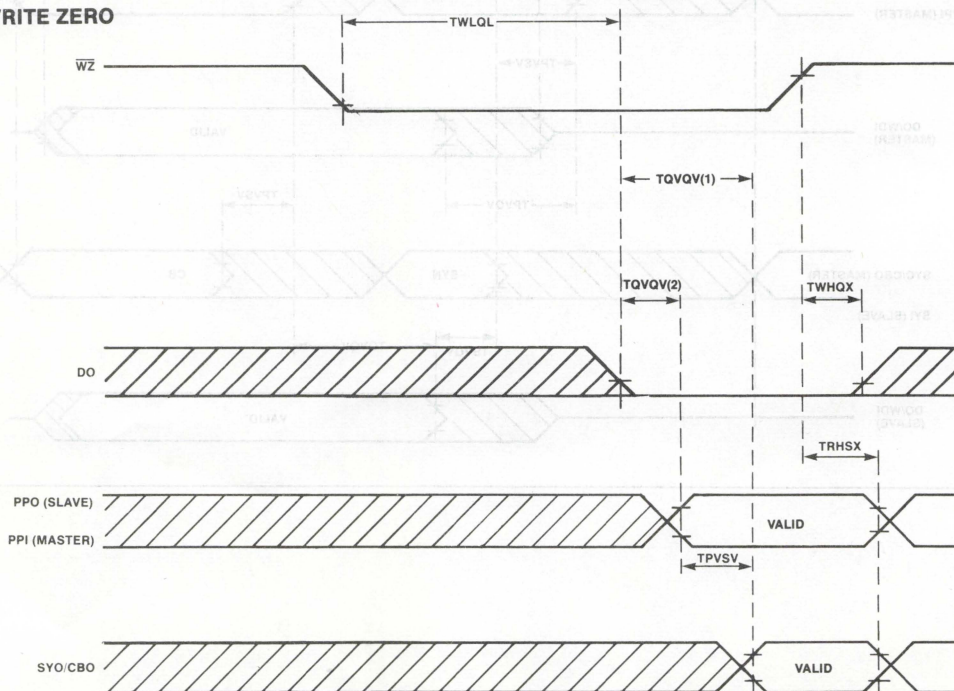 RITE ZERO
TWLQL
WZ
TQVQV(1)
TQVQV(2)
TWHQX
DO
TRHSX
PPO (SLAVE)
VALID
PPI (MASTER)
TPVSV
SYO/CBO
VALID